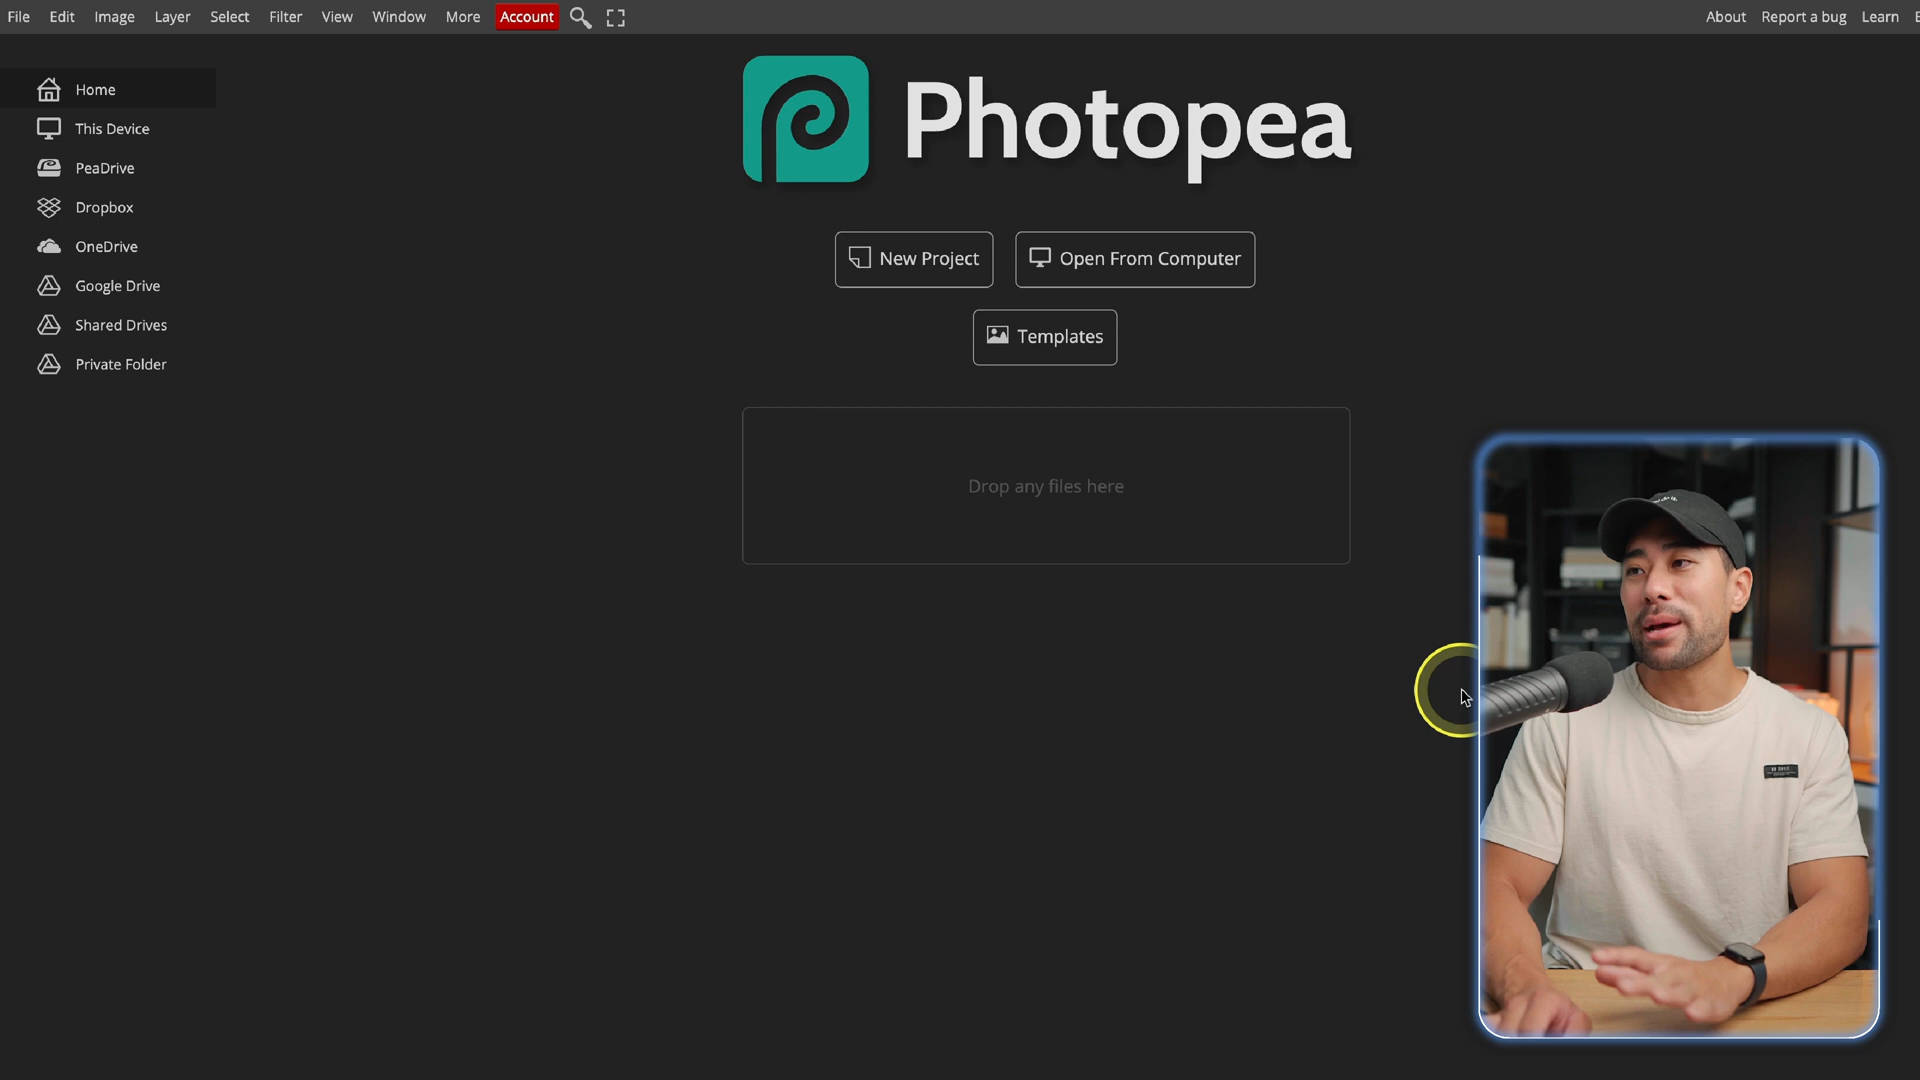 File Edit Image Layer Select Filter View Window More Account About Report a bug Learn
Home
This Device
PeaDrive
Dropbox
OneDrive
Google Drive
Shared Drives
Private Folder
Photopea
New Project Open From Computer
Templates
Drop any files here